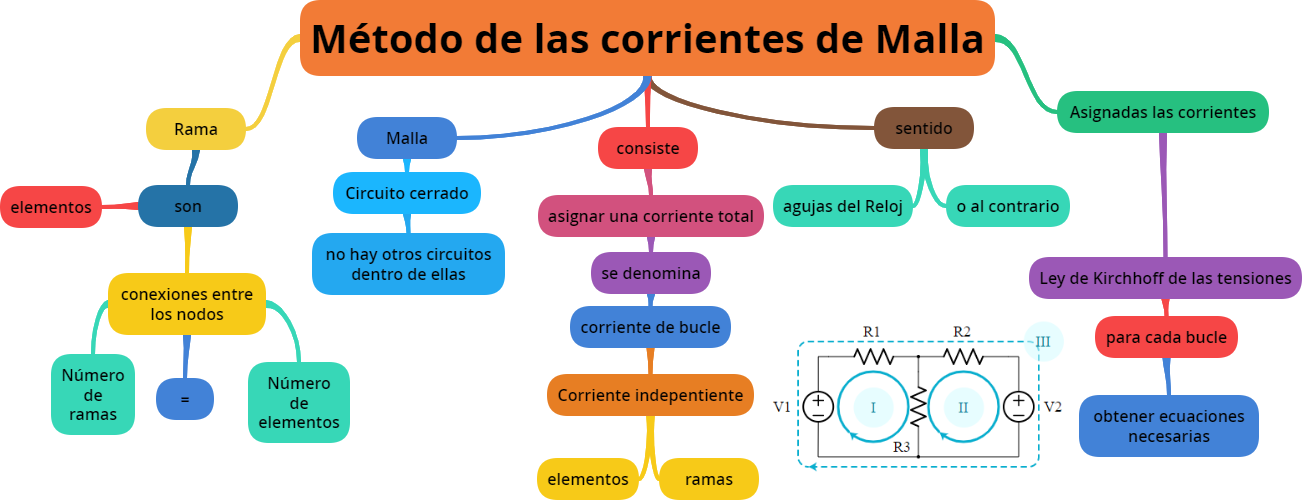 Método de las corrientes de Malla
Rama
son
elementos
conexiones entre
los nodos
Número
de
ramas
=
Número
de
elementos
Malla
Circuito cerrado
no hay otros circuitos
dentro de ellas
consiste
asignar una corriente total
se denomina
corriente de bucle
Corriente indepentiente
elementos
ramas
sentido
agujas del Reloj
o al contrario
R1
R2
III
V1
I
II
V2
R3
Asignadas las corrientes
Ley de Kirchhoff de las tensiones
para cada bucle
obtener ecuaciones
necesarias